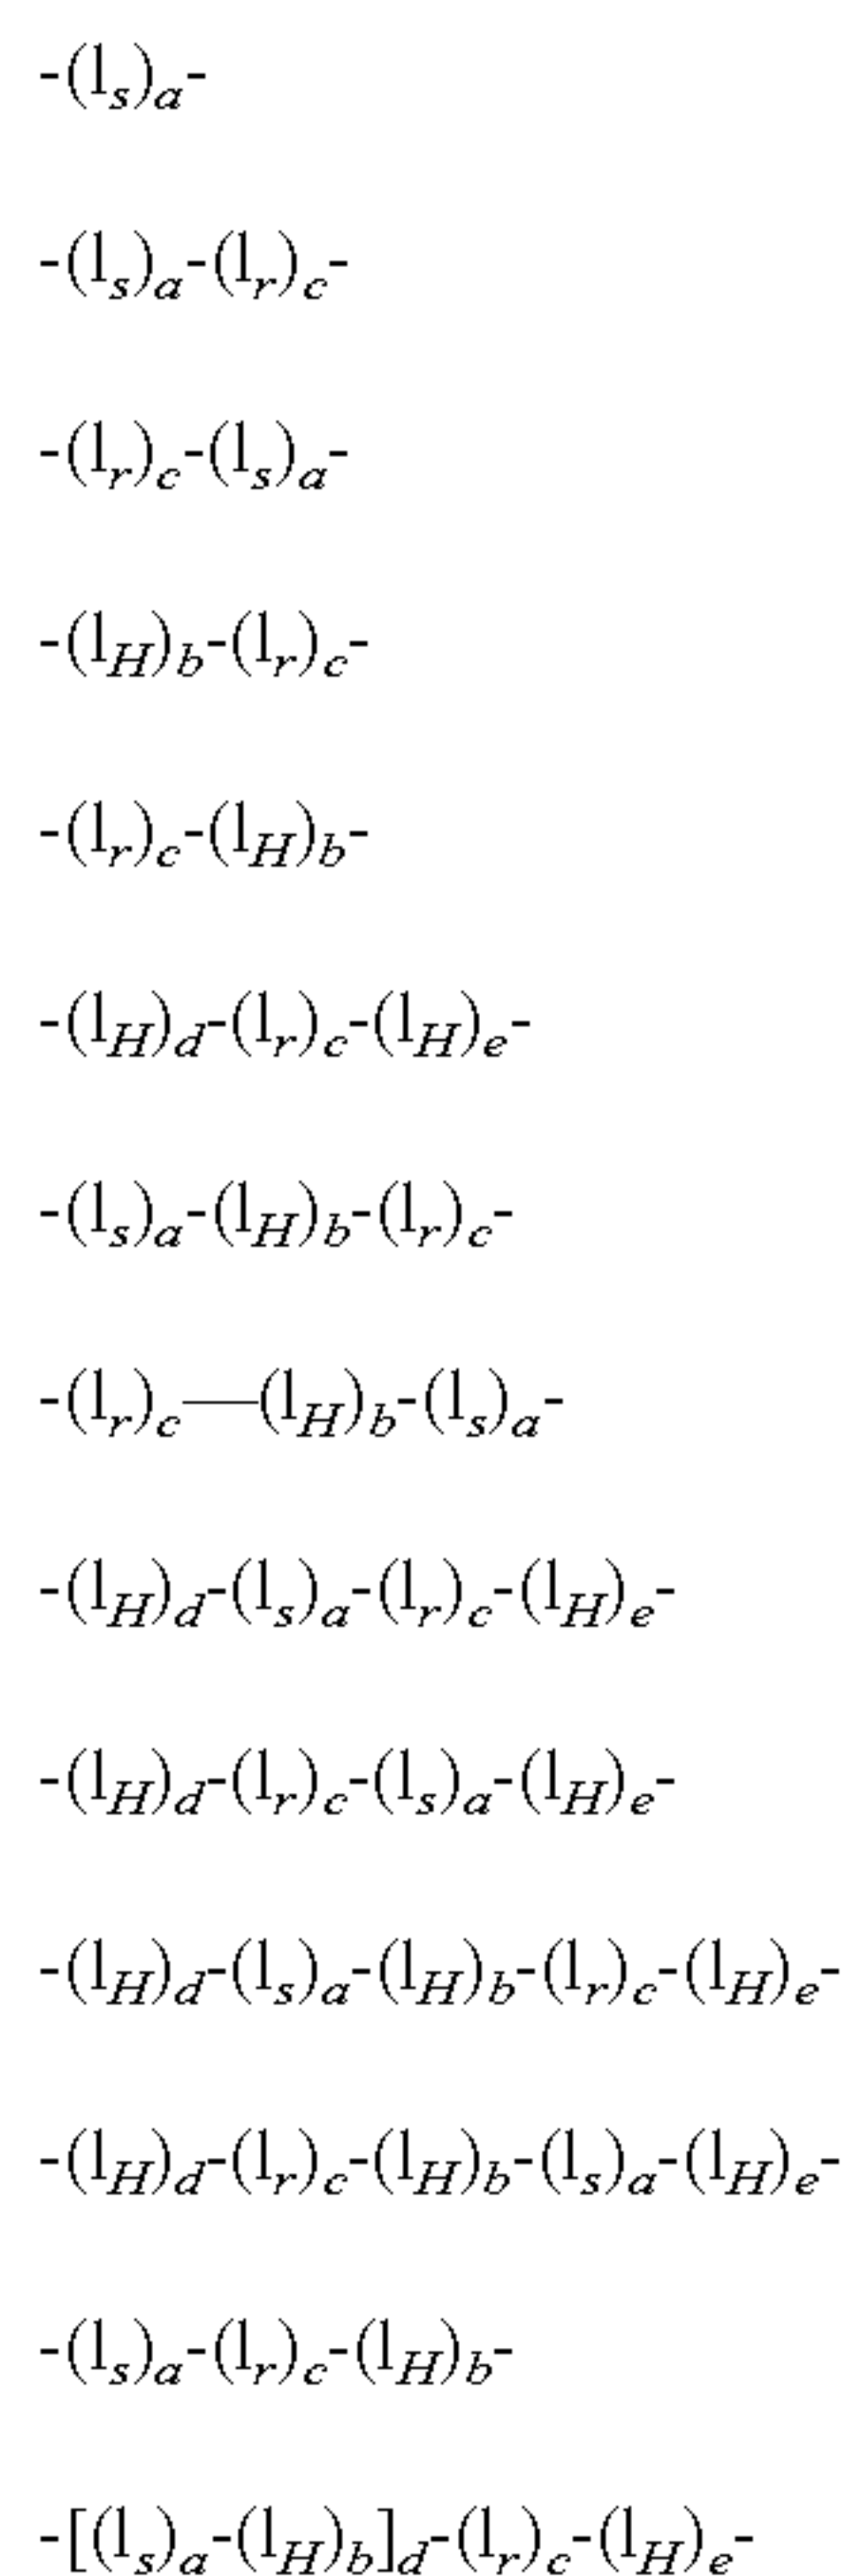 -(l_s)_a-
-(l_s)_a-(l_r)_c-
-(l_r)_c-(l_s)_a-
-(l_H)_b-(l_r)_c-
-(l_r)_c-(l_H)_b-
-(l_H)_d-(l_r)_c-(l_H)_e-
-(l_s)_a-(l_H)_b-(l_r)_c-
-(l_r)_c—(l_H)_b-(l_s)_a-
-(l_H)_d-(l_s)_a-(l_r)_c-(l_H)_e-
-(l_H)_d-(l_r)_c-(l_s)_a-(l_H)_e-
-(l_H)_d-(l_s)_a-(l_H)_b-(l_r)_c-(l_H)_e-
-(l_H)_d-(l_r)_c-(l_H)_b-(l_s)_a-(l_H)_e-
-(l_s)_a-(l_r)_c-(l_H)_b-
-[(l_s)_a-(l_H)_b]_d-(l_r)_c-(l_H)_e-